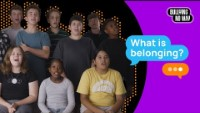 BULLYING
NO WAY
What is
belonging?